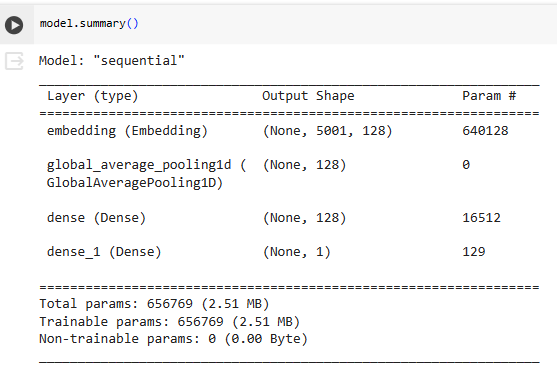 model.summary()
Model: "sequential"
Layer (type) Output Shape Param #
=================================================================
embedding (Embedding) (None, 5001, 128) 640128
global_average_pooling1d ( (None, 128) 0
GlobalAveragePooling1D)
dense (Dense) (None, 128) 16512
dense_1 (Dense) (None, 1) 129
=================================================================
Total params: 656769 (2.51 MB)
Trainable params: 656769 (2.51 MB)
Non-trainable params: 0 (0.00 Byte)